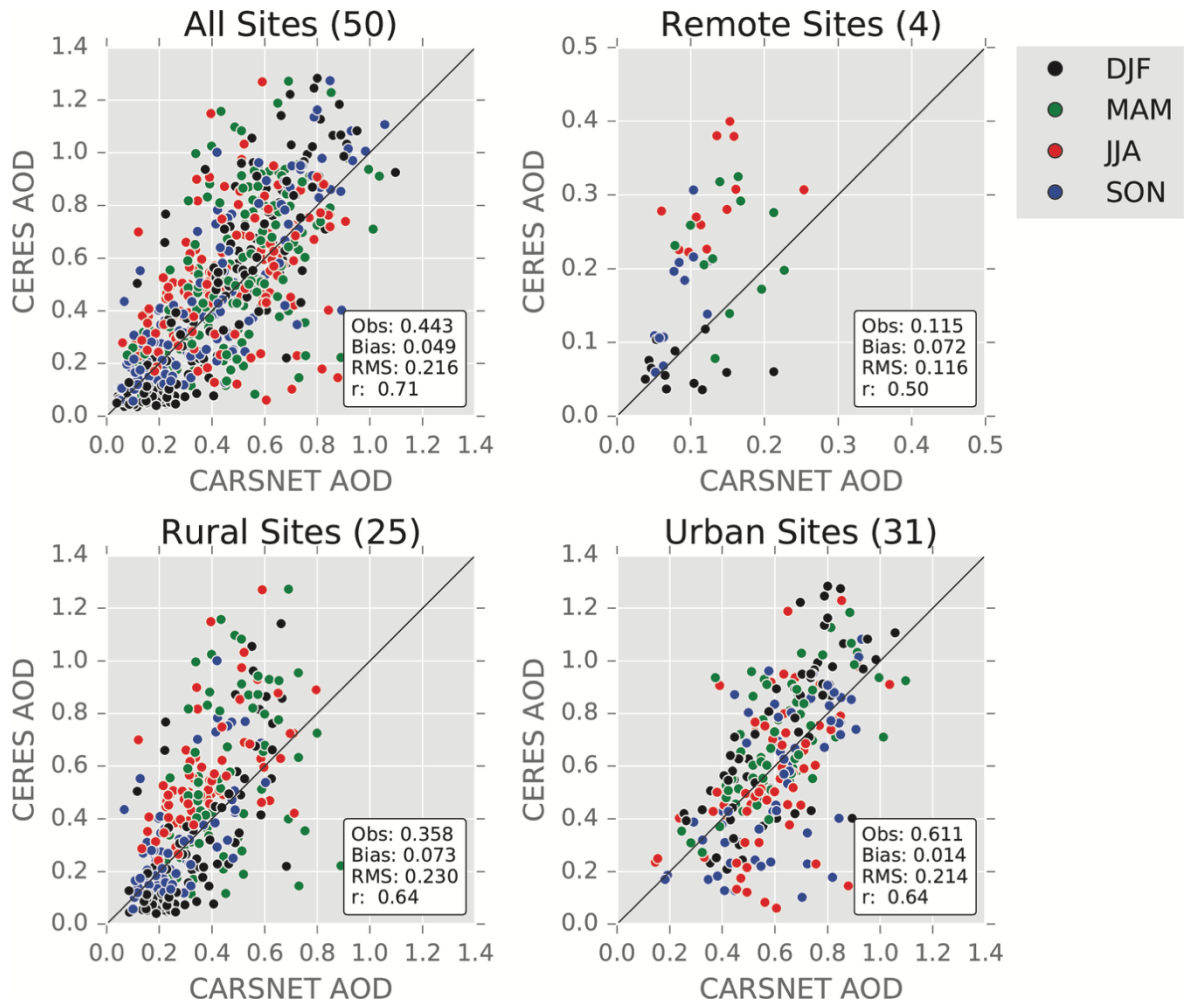 All Sites (50)
1.4
1.2
1.0
0.8
0.6
0.4
0.2
0.0
CERES AOD
0.0 0.2 0.4 0.6 0.8 1.0 1.2 1.4
CARSNET AOD
Obs: 0.443
Bias: 0.049
RMS: 0.216
r: 0.71
Remote Sites (4)
0.5
0.4
0.3
0.2
0.1
0.0
CERES AOD
0.0 0.1 0.2 0.3 0.4 0.5
CARSNET AOD
Obs: 0.115
Bias: 0.072
RMS: 0.116
r: 0.50
DJF
MAM
JJA
SON
Rural Sites (25)
1.4
1.2
1.0
0.8
0.6
0.4
0.2
0.0
CERES AOD
0.0 0.2 0.4 0.6 0.8 1.0 1.2 1.4
CARSNET AOD
Obs: 0.358
Bias: 0.073
RMS: 0.230
r: 0.64
Urban Sites (31)
1.4
1.2
1.0
0.8
0.6
0.4
0.2
0.0
CERES AOD
0.0 0.2 0.4 0.6 0.8 1.0 1.2 1.4
CARSNET AOD
Obs: 0.611
Bias: 0.014
RMS: 0.214
r: 0.64